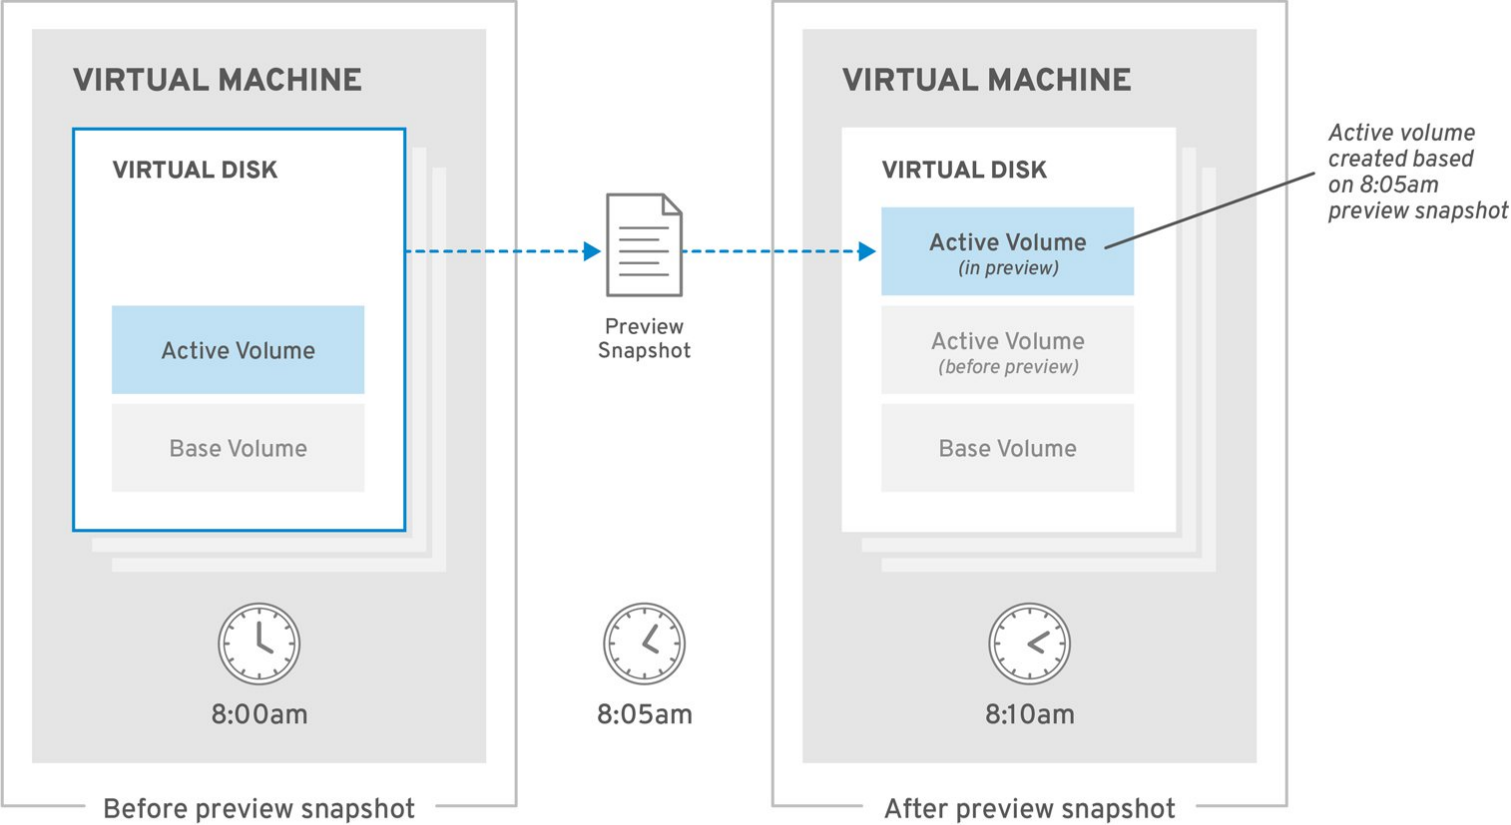 VIRTUAL MACHINE
VIRTUAL DISK
Active Volume
Base Volume
8:00am
Before preview snapshot
Preview
Snapshot
8:05am
VIRTUAL MACHINE
VIRTUAL DISK
Active Volume
(in preview)
Active Volume
(before preview)
Base Volume
8:10am
After preview snapshot
Active volume
created based
on 8:05am
preview snapshot